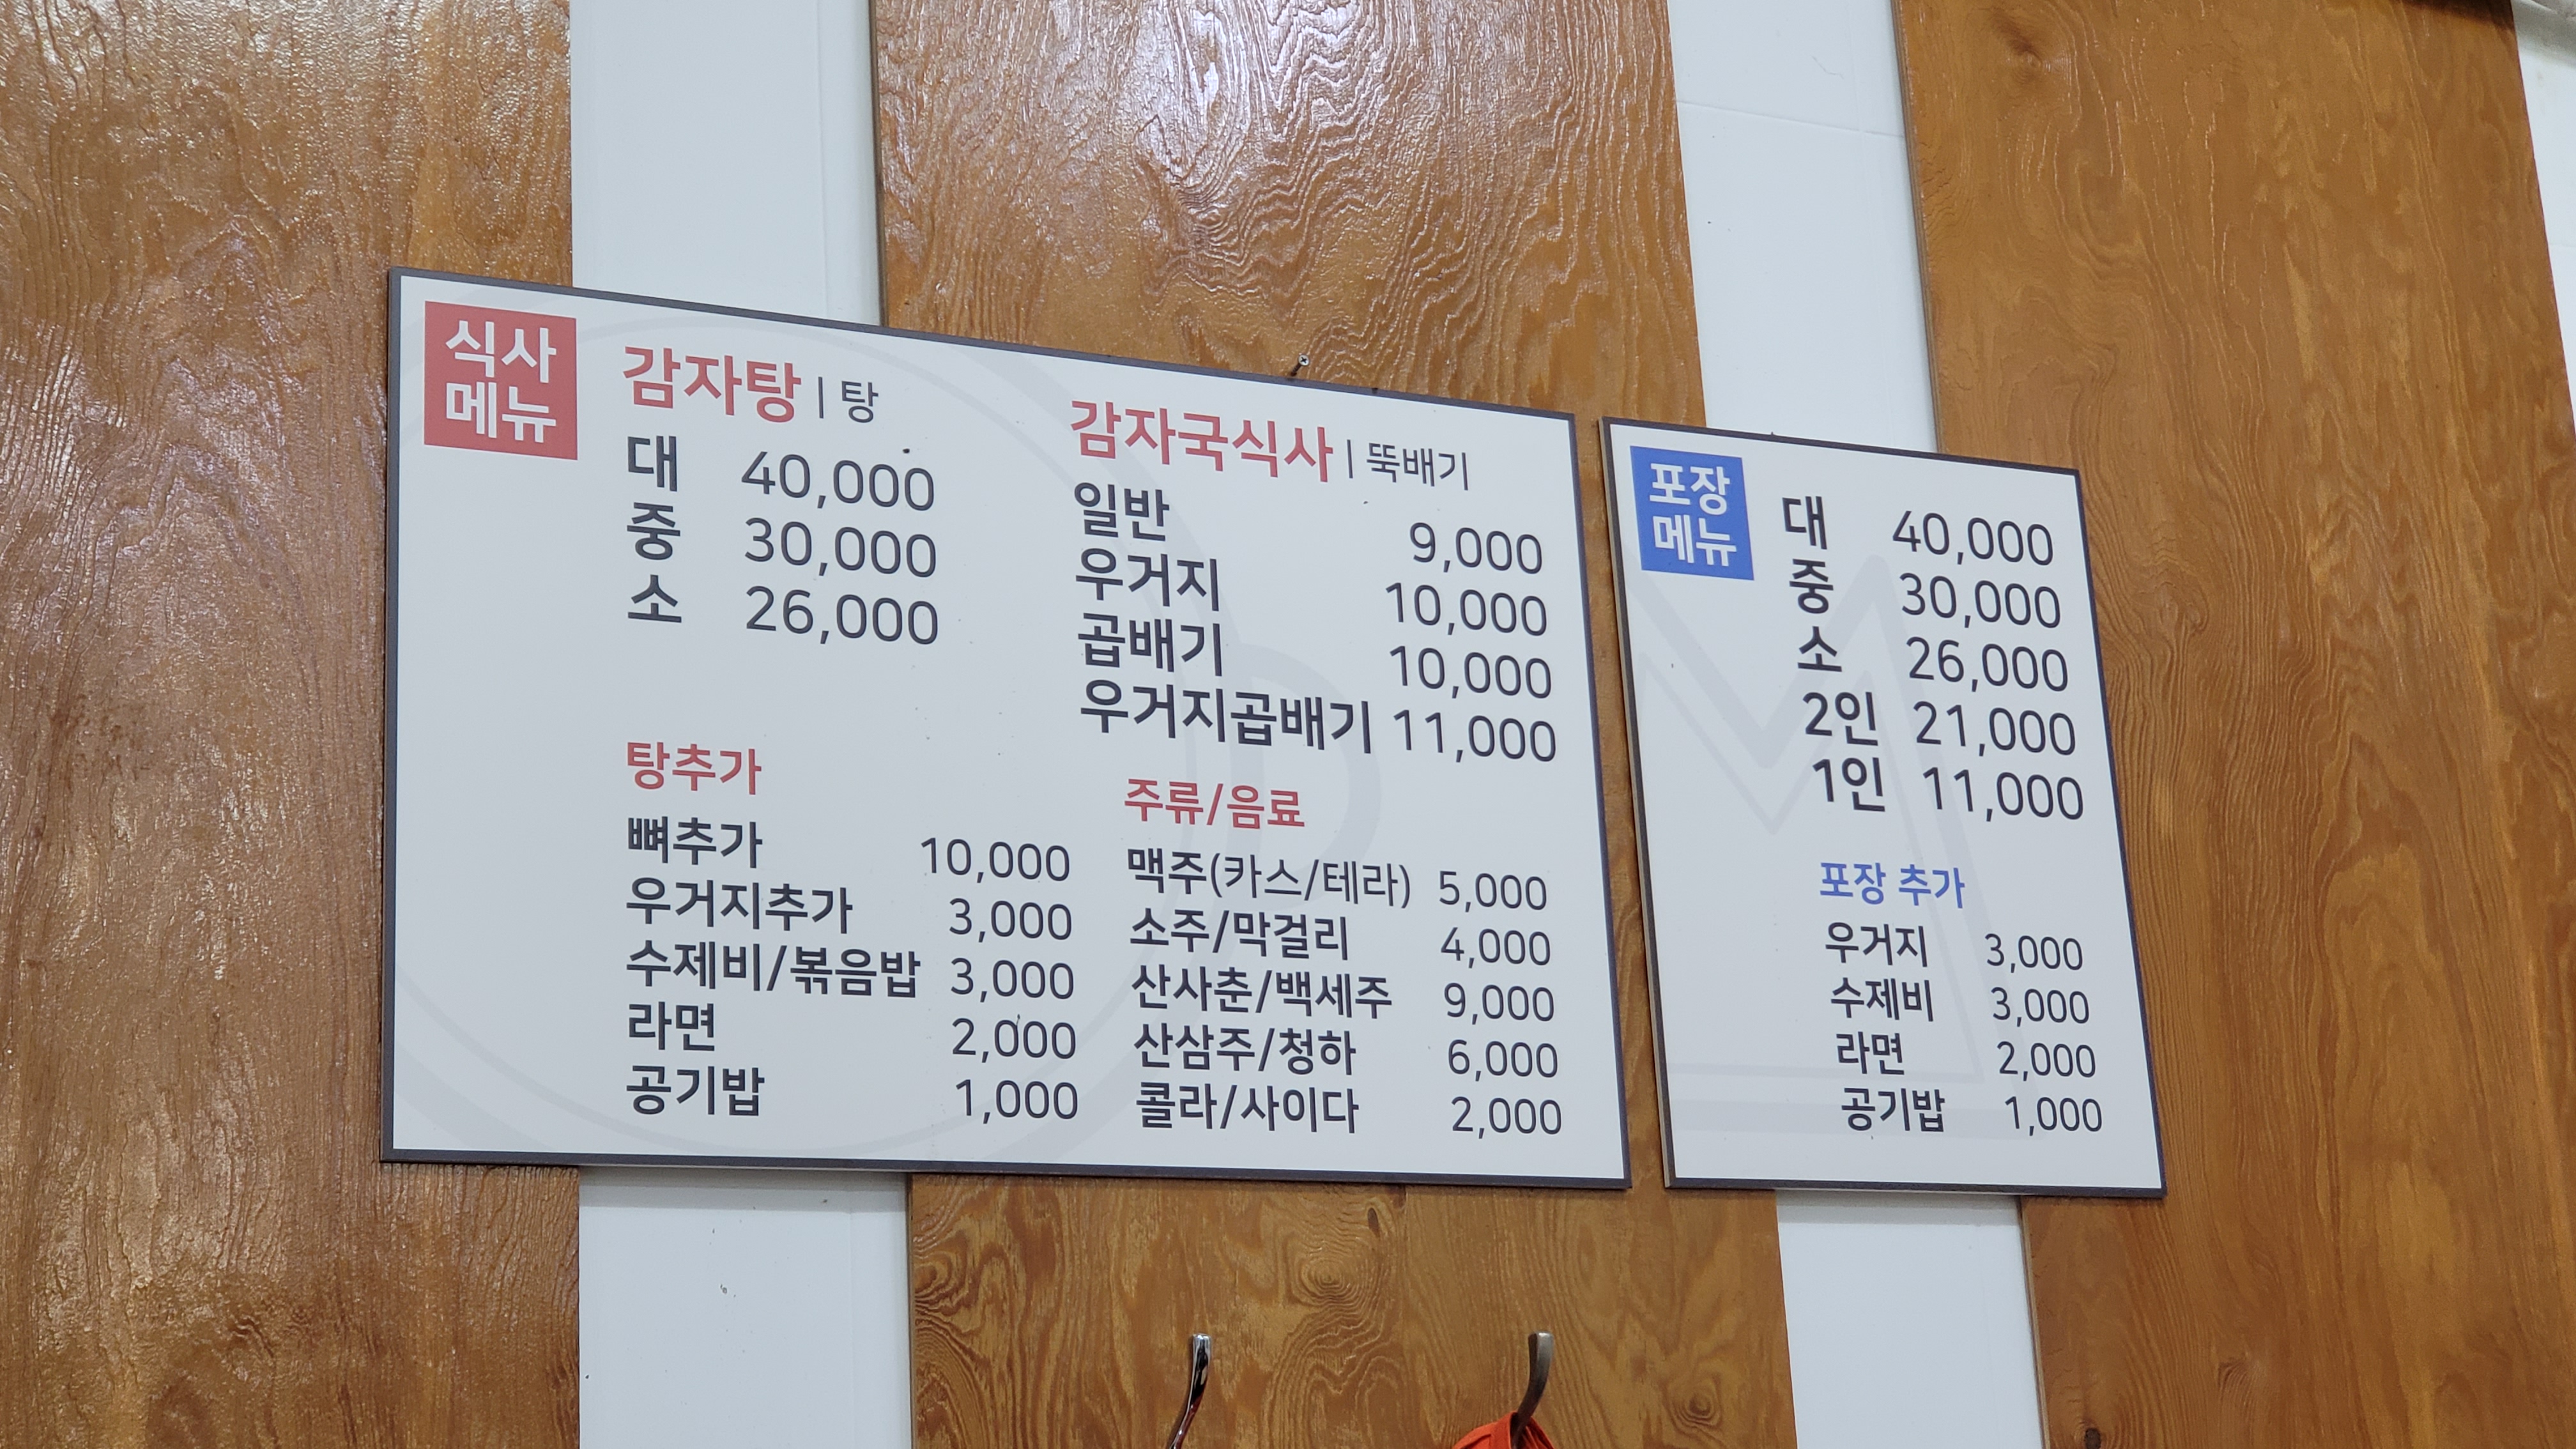 식사
메뉴
감자탕 | 탕
대 40,000
중 30,000
소 26,000
감자국식사 | 뚝배기
일반 9,000
우거지 10,000
곱배기 10,000
우거지곱배기 11,000
탕추가
뼈추가 10,000
우거지추가 3,000
수제비/볶음밥 3,000
라면 2,000
공기밥 1,000
주류/음료
맥주(카스/테라) 5,000
소주/막걸리 4,000
산사춘/백세주 9,000
산삼주/청하 6,000
콜라/사이다 2,000
포장
메뉴
대 40,000
중 30,000
소 26,000
2인 21,000
1인 11,000
포장 추가
우거지 3,000
수제비 3,000
라면 2,000
공기밥 1,000